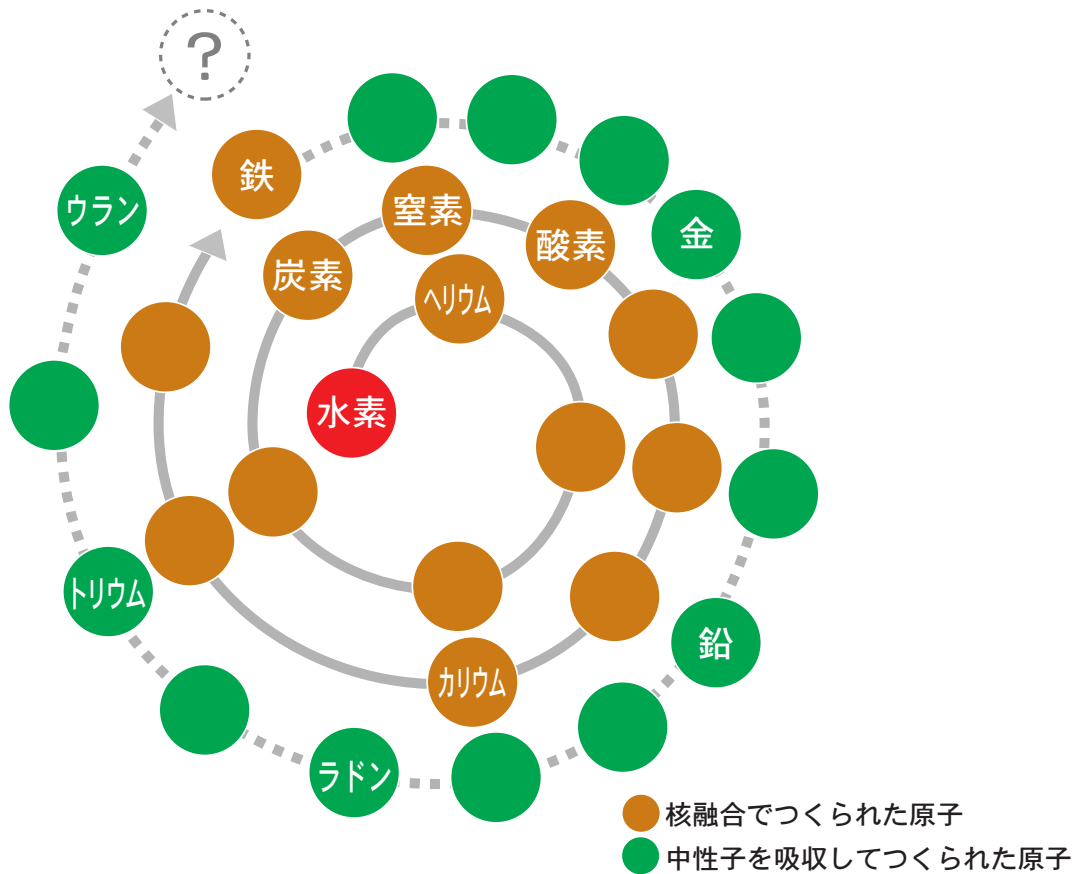 ?
鉄
ウラン
窒素
酸素
金
炭素
ヘリウム
水素
トリウム
鉛
カリウム
ラドン
核融合でつくられた原子
中性子を吸収してつくられた原子